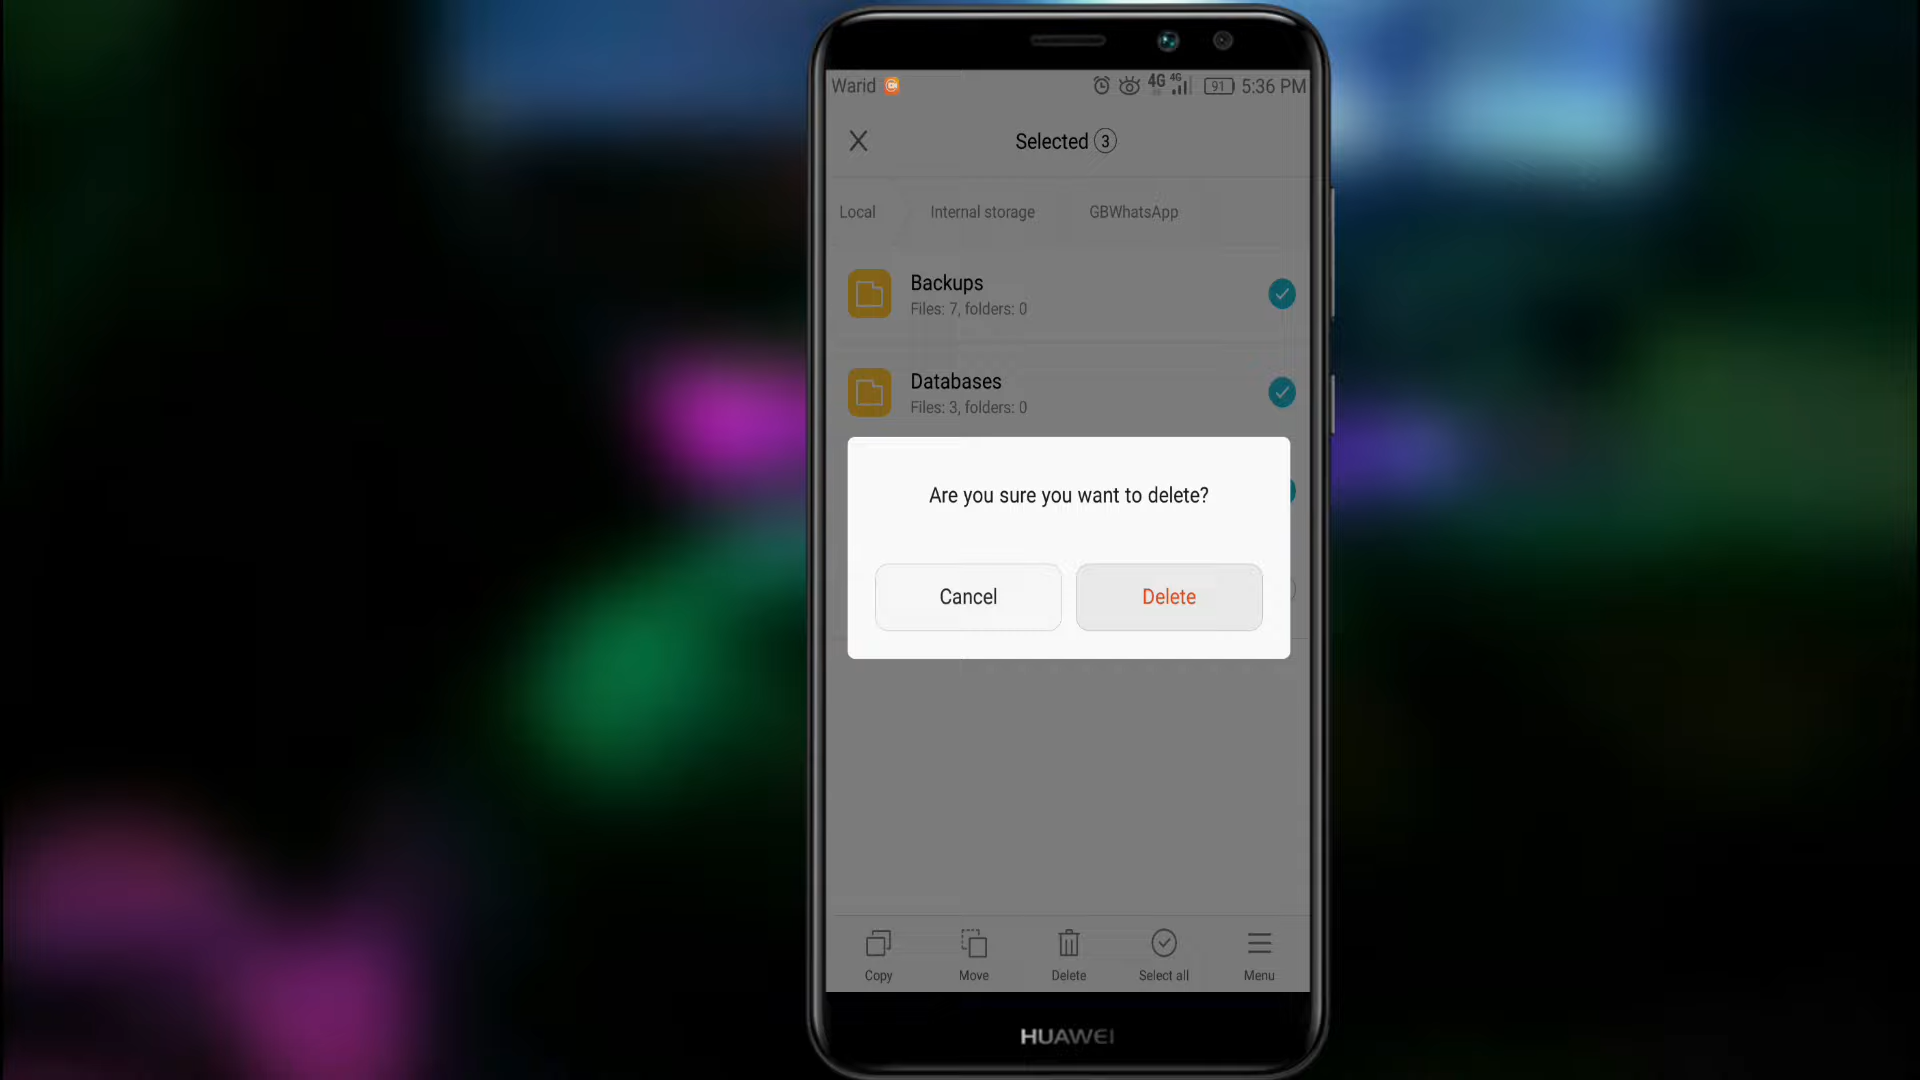 Warid 4G 4G 91 5:36 PM
Selected 3
Local Internal storage GBWhatsApp
Backups
Files: 7, folders: 0
Databases
Files: 3, folders: 0
Are you sure you want to delete?
Cancel Delete
Copy Move Delete Select all Menu
HUAWEI